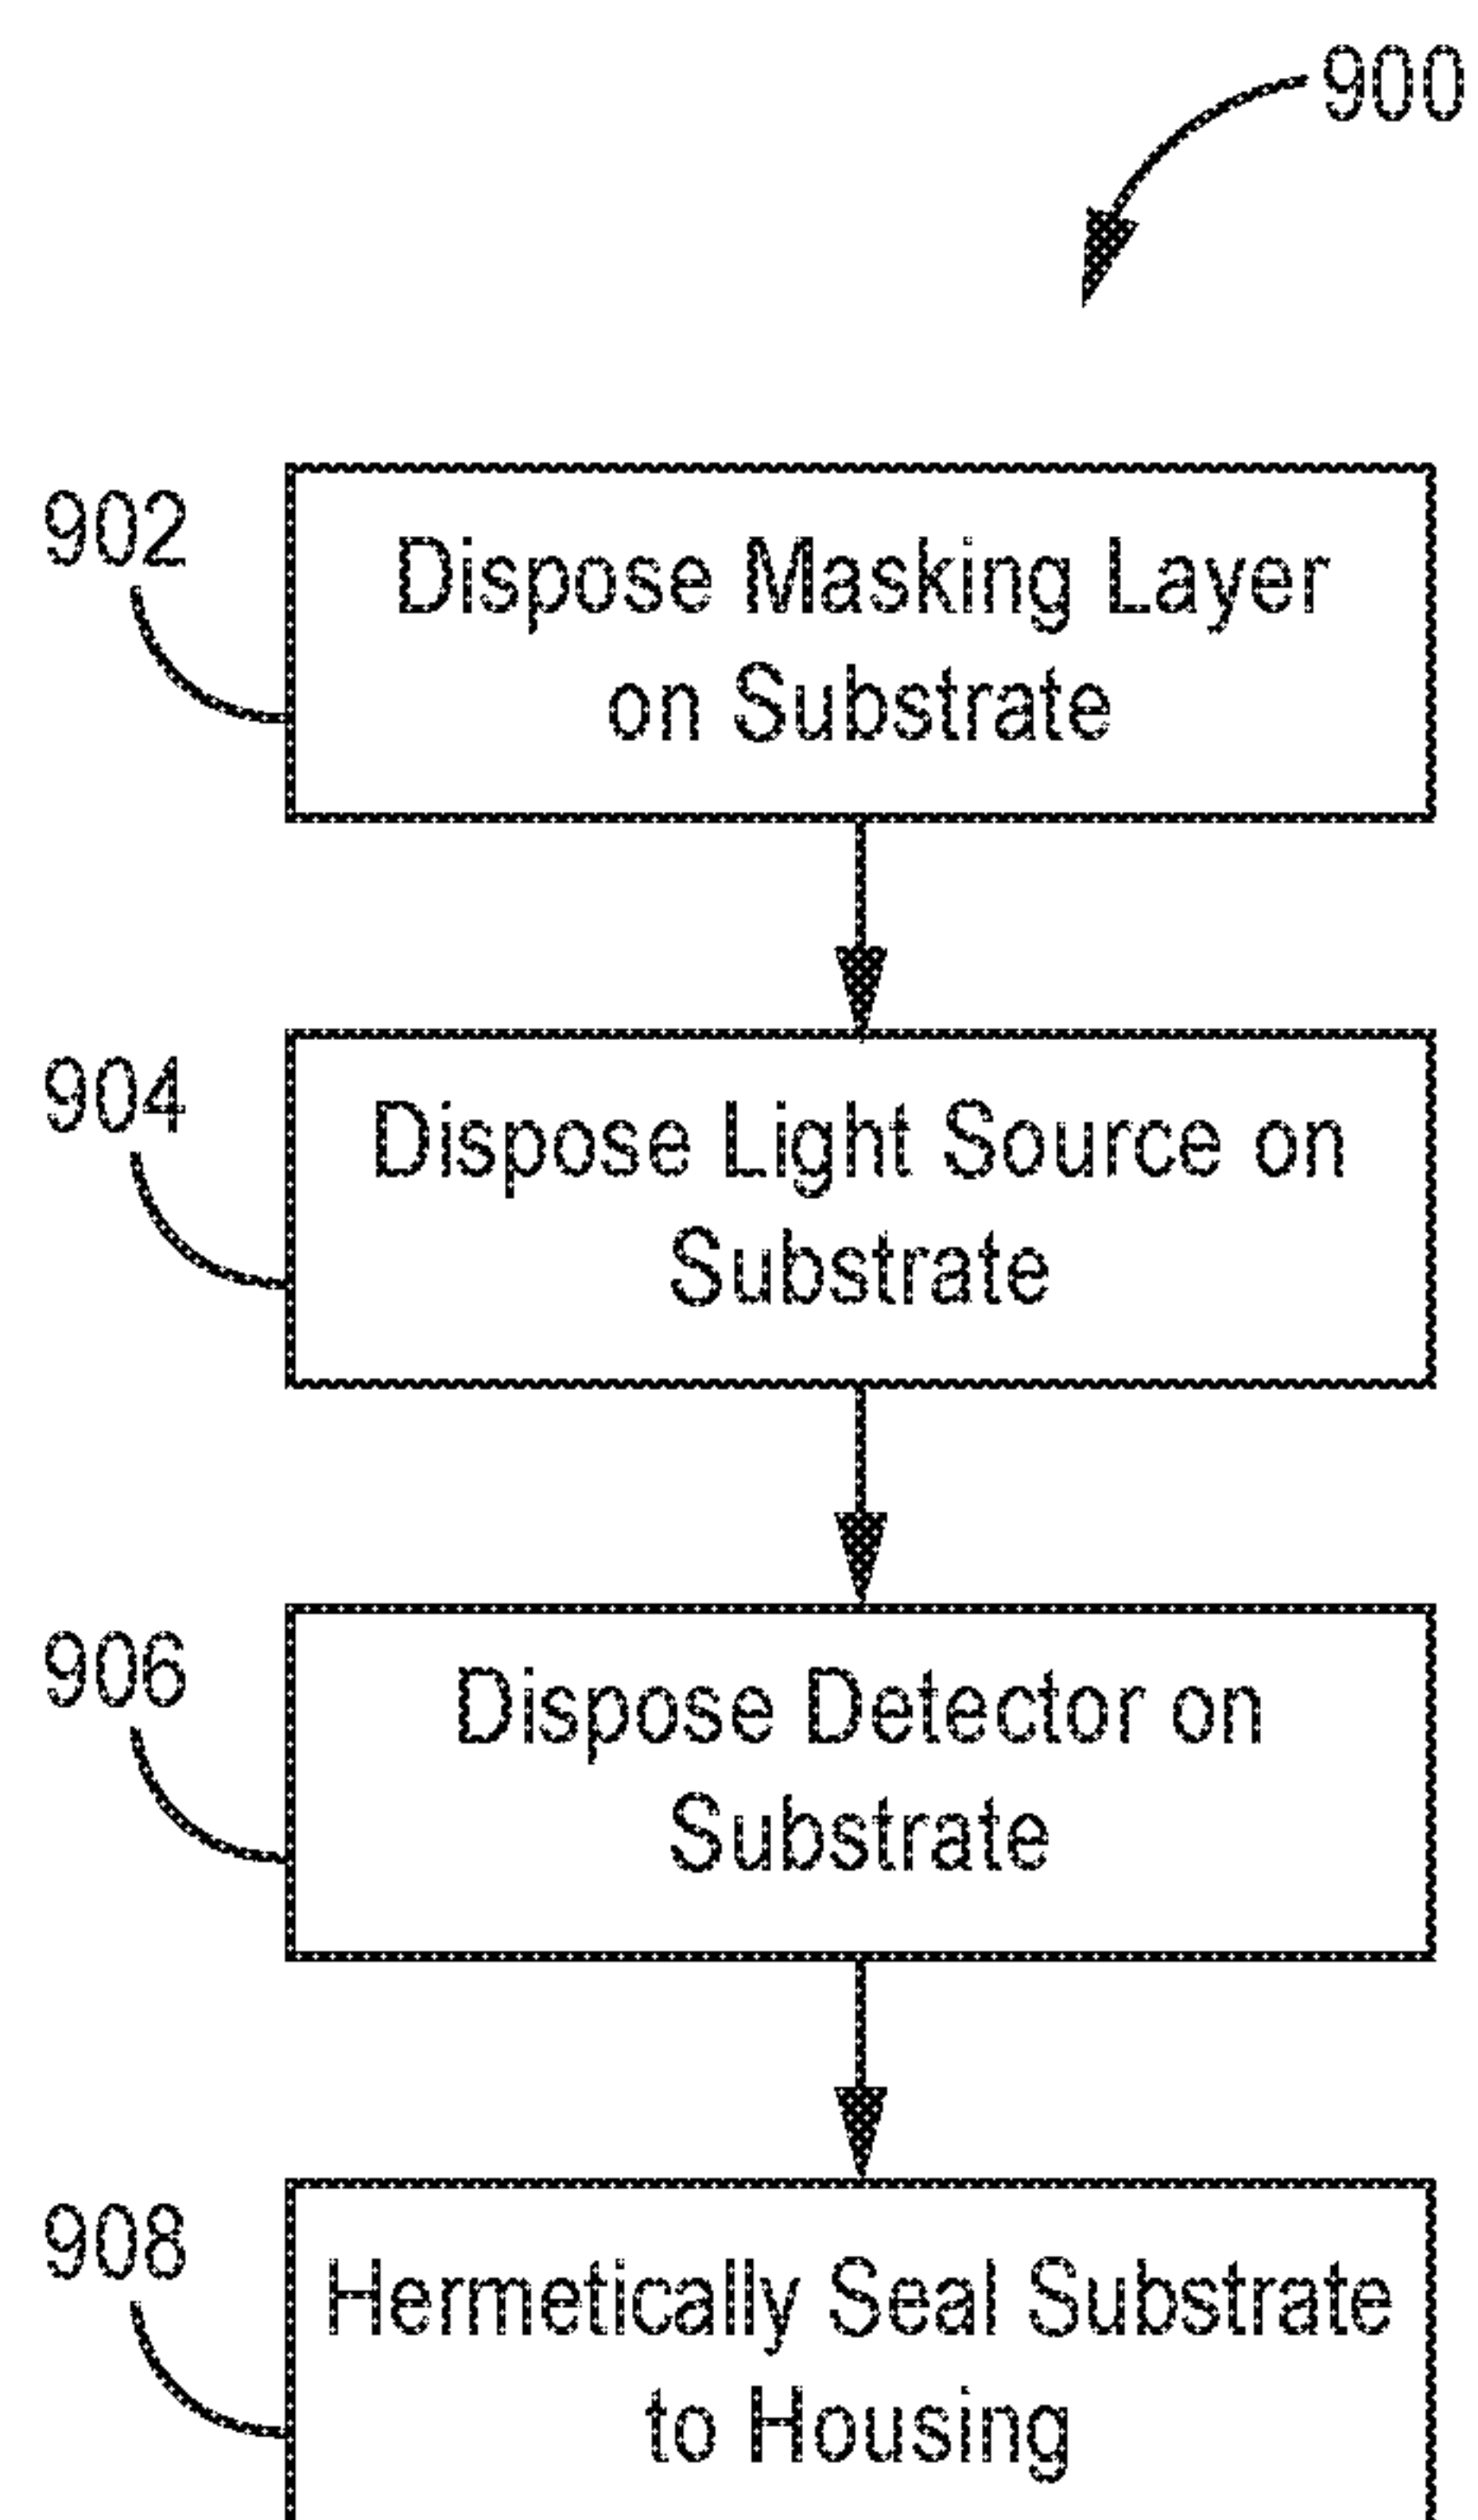 900
902
Dispose Masking Layer
on Substrate
904
Dispose Light Source on
Substrate
906
Dispose Detector on
Substrate
908
Hermetically Seal Substrate
to Housing